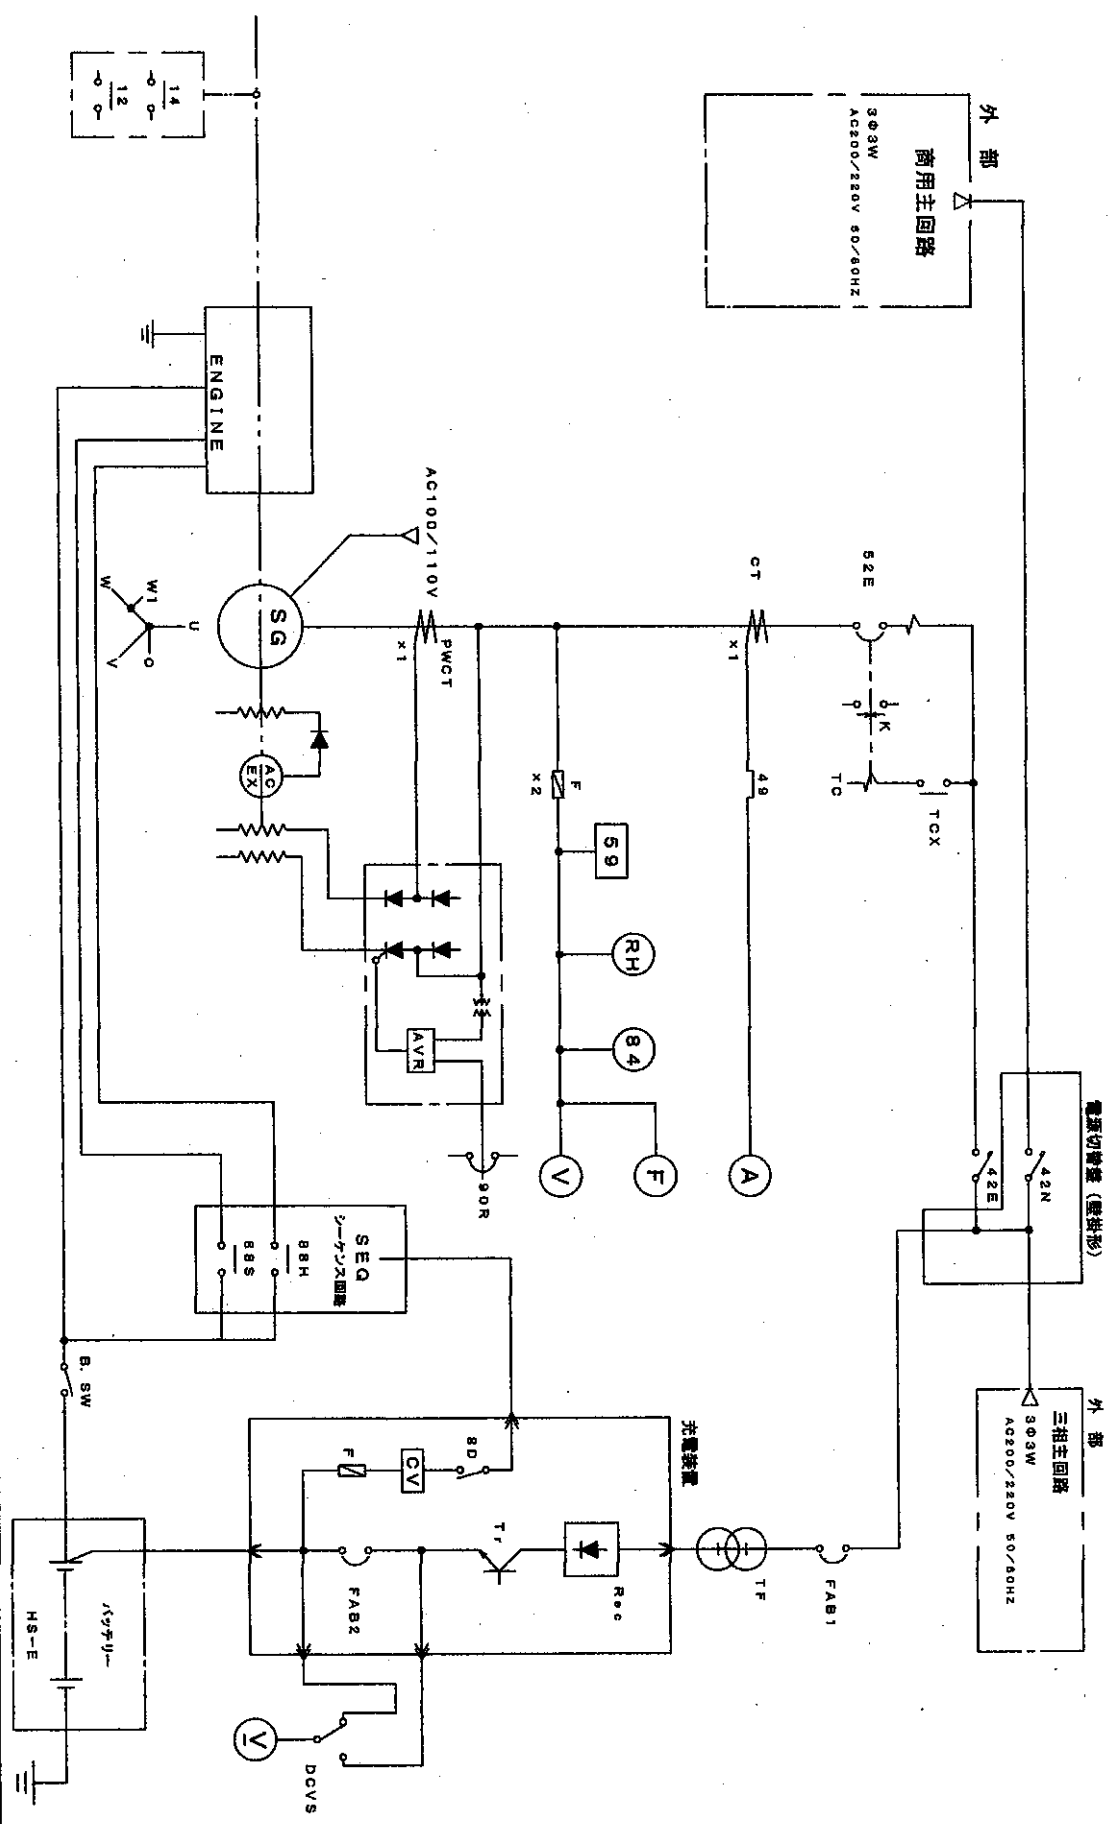 外部
商用主回路
3Φ3W
AC200/220V 50/60HZ
電源切替盤（壁掛形）
42N
42E
外部
三相主回路
3Φ3W
AC200/220V 50/60HZ
52E
K
TC
TCX
CT
×1
49
A
F
×2
59
RH
84
V
F
AC100/110V
PWCT
×1
AVR
90R
FAB1
TF
充電装置
Rec
Tr
FAB2
8D
CV
F
DCVS
V
14
12
ENGINE
SG
AC
EX
U
O
V
W
W1
SEQ
シーケンス回路
88H
88S
B. SW
バッテリー
HS-E